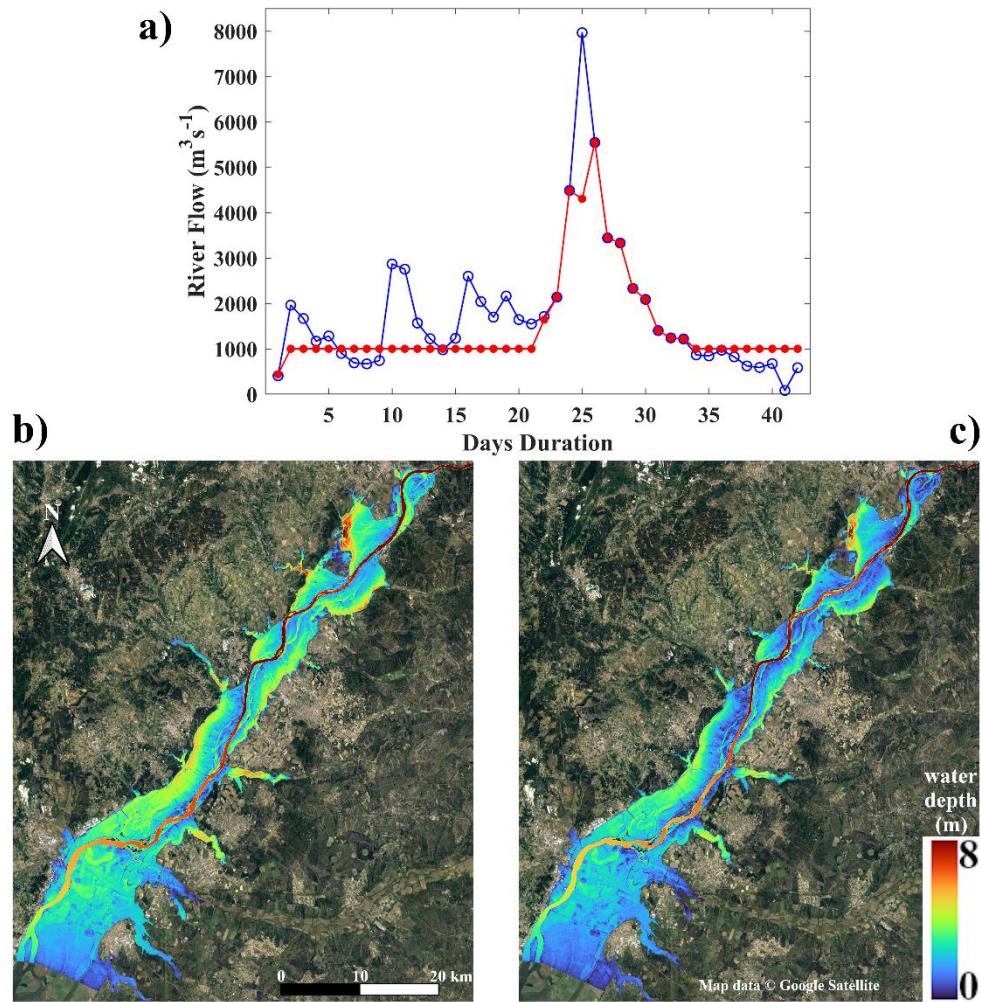 a)
River Flow (m³s⁻¹)
8000
7000
6000
5000
4000
3000
2000
1000
0
5 10 15 20 25 30 35 40
Days Duration
b)
c)
N
water
depth
(m)
8
0
0 10 20 km
Map data © Google Satellite